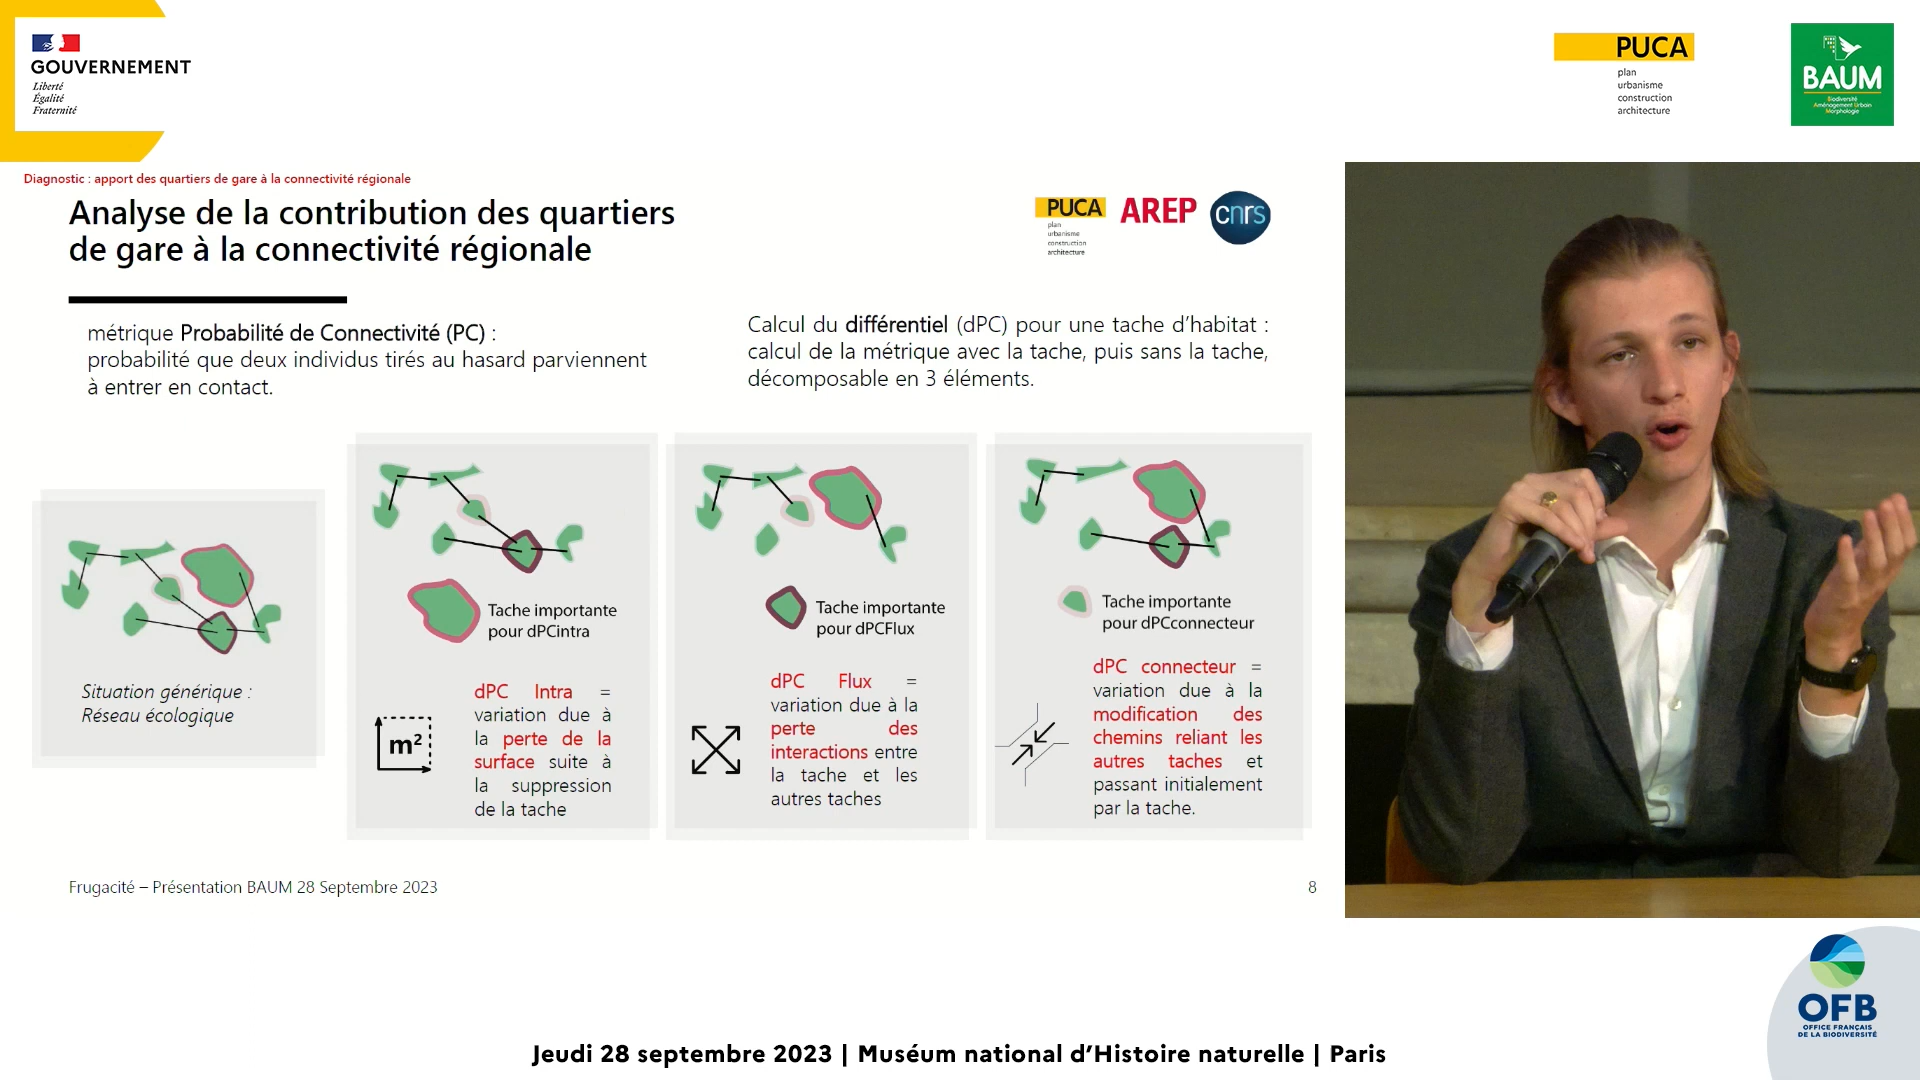 GOUVERNEMENT
Liberté
Égalité
Fraternité
PUCA
plan
urbanisme
construction
architecture
BAUM
Biodiversité
Aménagement Urbain
Morphologie
Diagnostic : apport des quartiers de gare à la connectivité régionale
Analyse de la contribution des quartiers
de gare à la connectivité régionale
PUCA
plan
urbanisme
construction
architecture
AREP
cnrs
métrique Probabilité de Connectivité (PC) :
probabilité que deux individus tirés au hasard parviennent
à entrer en contact.
Calcul du différentiel (dPC) pour une tache d’habitat :
calcul de la métrique avec la tache, puis sans la tache,
décomposable en 3 éléments.
Situation générique :
Réseau écologique
Tache importante
pour dPCintra
m²
dPC Intra =
variation due à
la perte de la
surface suite à
la suppression
de la tache
Tache importante
pour dPCFlux
dPC Flux =
variation due à la
perte des
interactions entre
la tache et les
autres taches
Tache importante
pour dPCconnecteur
dPC connecteur =
variation due à la
modification des
chemins reliant les
autres taches et
passant initialement
par la tache.
Frugacité – Présentation BAUM 28 Septembre 2023
8
OFB
OFFICE FRANÇAIS
DE LA BIODIVERSITÉ
Jeudi 28 septembre 2023 | Muséum national d’Histoire naturelle | Paris